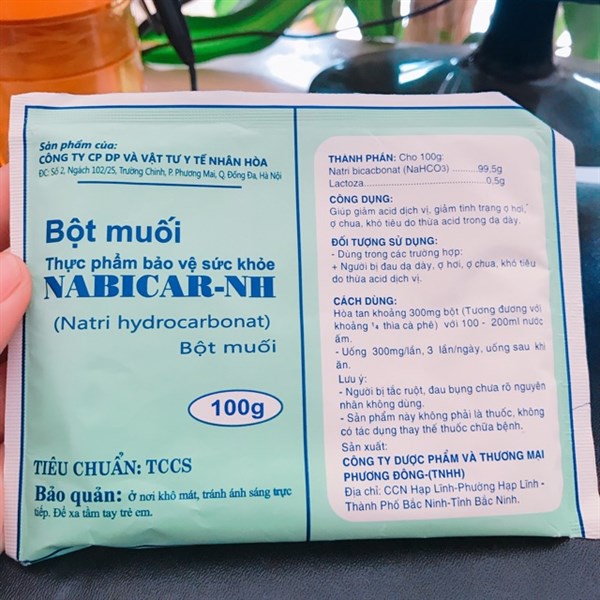 Sản phẩm của:
CÔNG TY CP DP VÀ VẬT TƯ Y TẾ NHÂN HÒA
ĐC: Số 2, Ngách 102/25, Trường Chinh, P. Phương Mai, Q. Đống Đa, Hà Nội
Bột muối
Thực phẩm bảo vệ sức khỏe
NABICAR-NH
(Natri hydrocarbonat)
Bột muối
100g
TIÊU CHUẨN: TCCS
Bảo quản: ở nơi khô mát, tránh ánh sáng trực
tiếp. Để xa tầm tay trẻ em.
THÀNH PHẦN: Cho 100g:
Natri bicacbonat (NaHCO3) ..........99,5g
Lactoza...................................0,5g
CÔNG DỤNG:
Giúp giảm acid dịch vị, giảm tình trạng ợ hơi,
ợ chua, khó tiêu do thừa acid trong dạ dày.
ĐỐI TƯỢNG SỬ DỤNG:
- Dùng trong các trường hợp:
+ Người bị đau dạ dày, ợ hơi, ợ chua, khó tiêu
do thừa acid dịch vị.
CÁCH DÙNG:
Hòa tan khoảng 300mg bột (Tương đương với
khoảng ¼ thìa cà phê) với 100 - 200ml nước
ấm.
- Uống 300mg/lần, 3 lần/ngày, uống sau khi
ăn.
Lưu ý:
- Người bị tắc ruột, đau bụng chưa rõ nguyên
nhân không dùng.
- Sản phẩm này không phải là thuốc, không
có tác dụng thay thế thuốc chữa bệnh.
Sản xuất:
CÔNG TY DƯỢC PHẨM VÀ THƯƠNG MẠI
PHƯƠNG ĐÔNG-(TNHH)
Địa chỉ: CCN Hạp Lĩnh-Phường Hạp Lĩnh -
Thành Phố Bắc Ninh-Tỉnh Bắc Ninh.